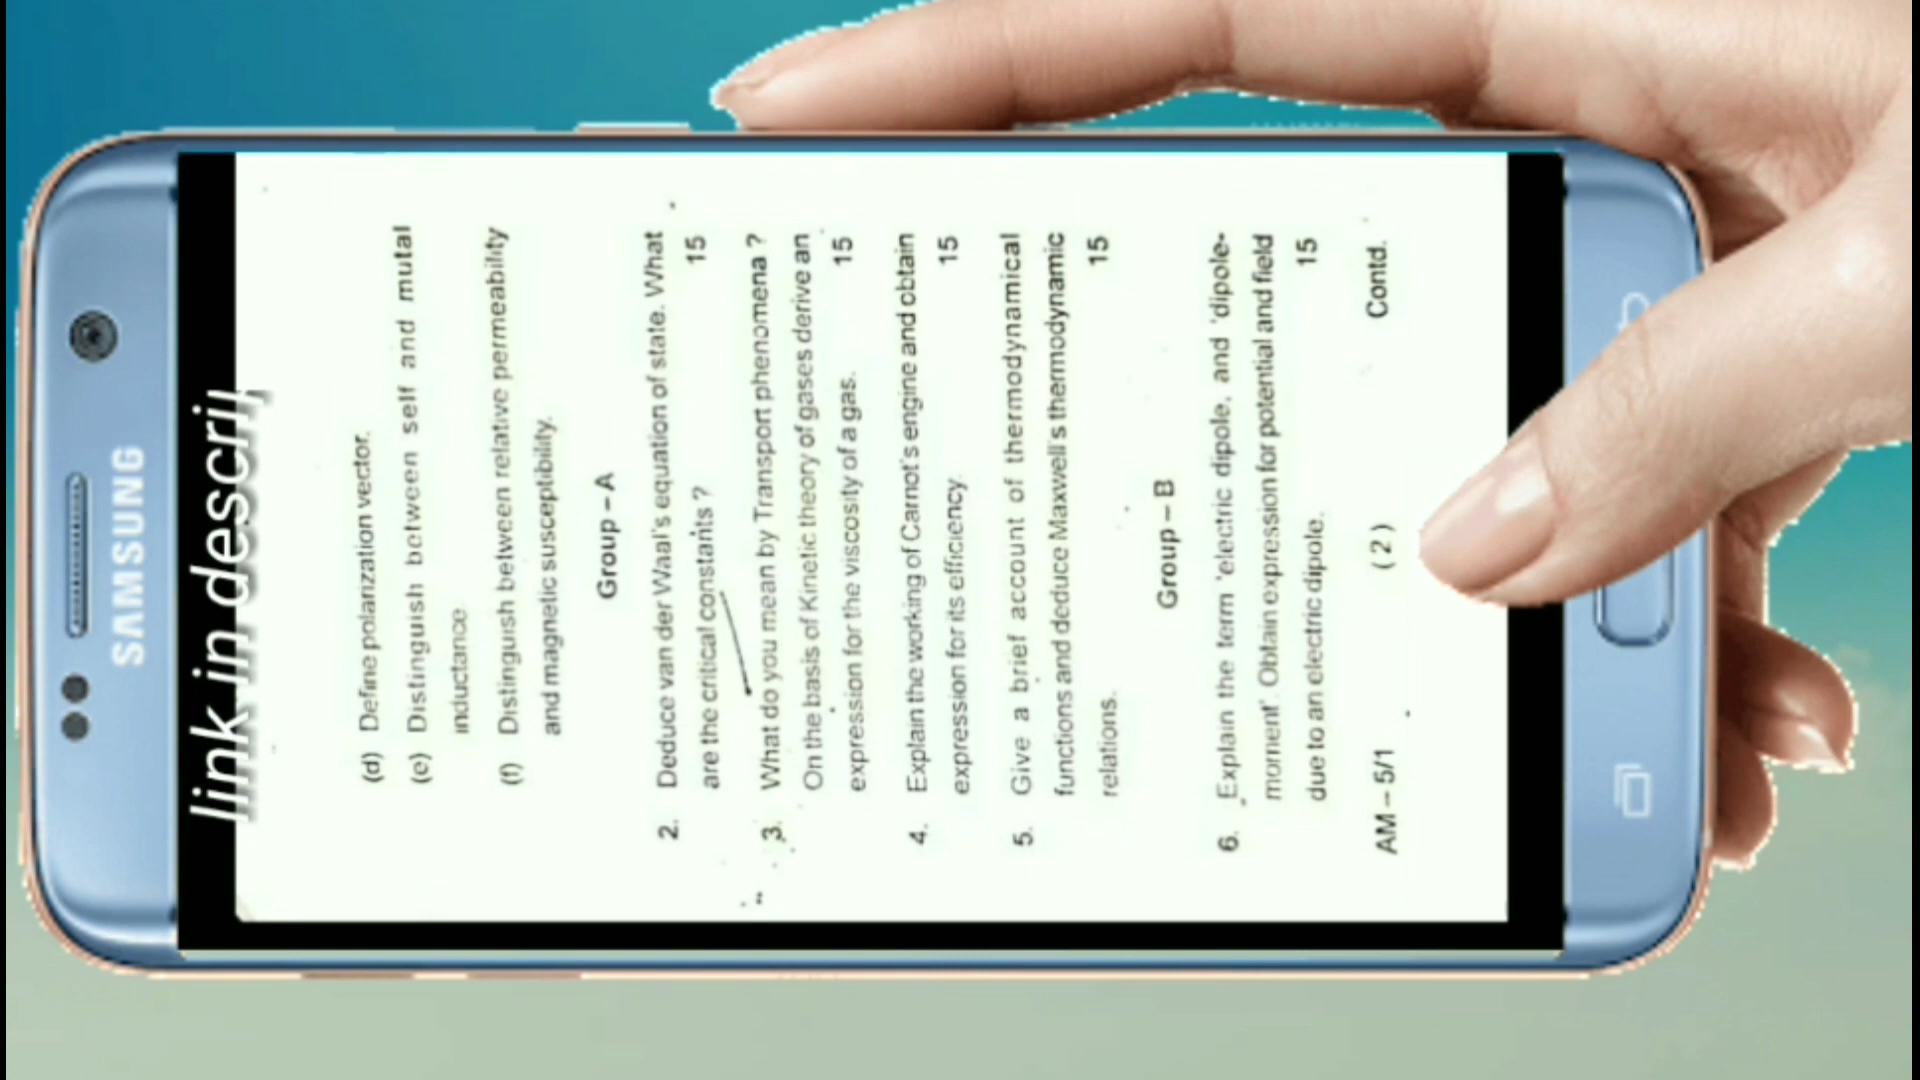 SAMSUNG
link in descrij
(d) Define polarization vector.
(e) Distinguish between self and mutal
inductance
(f) Distinguish between relative permeability
and magnetic susceptibility.
Group – A
2. Deduce van der Waal's equation of state. What
are the critical constants ? 15
3. What do you mean by Transport phenomena ?
On the basis of Kinetic theory of gases derive an
expression for the viscosity of a gas. 15
4. Explain the working of Carnot's engine and obtain
expression for its efficiency. 15
5. Give a brief account of thermodynamical
functions and deduce Maxwell's thermodynamic
relations. 15
Group – B
6. Explain the term 'electric dipole, and 'dipole-
moment'. Obtain expression for potential and field
due to an electric dipole. 15
AM – 5/1 (2) Contd.